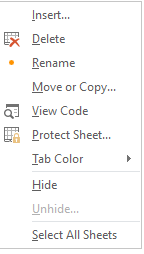 Insert...
Delete
Rename
Move or Copy...
View Code
Protect Sheet...
Tab Color
Hide
Unhide...
Select All Sheets